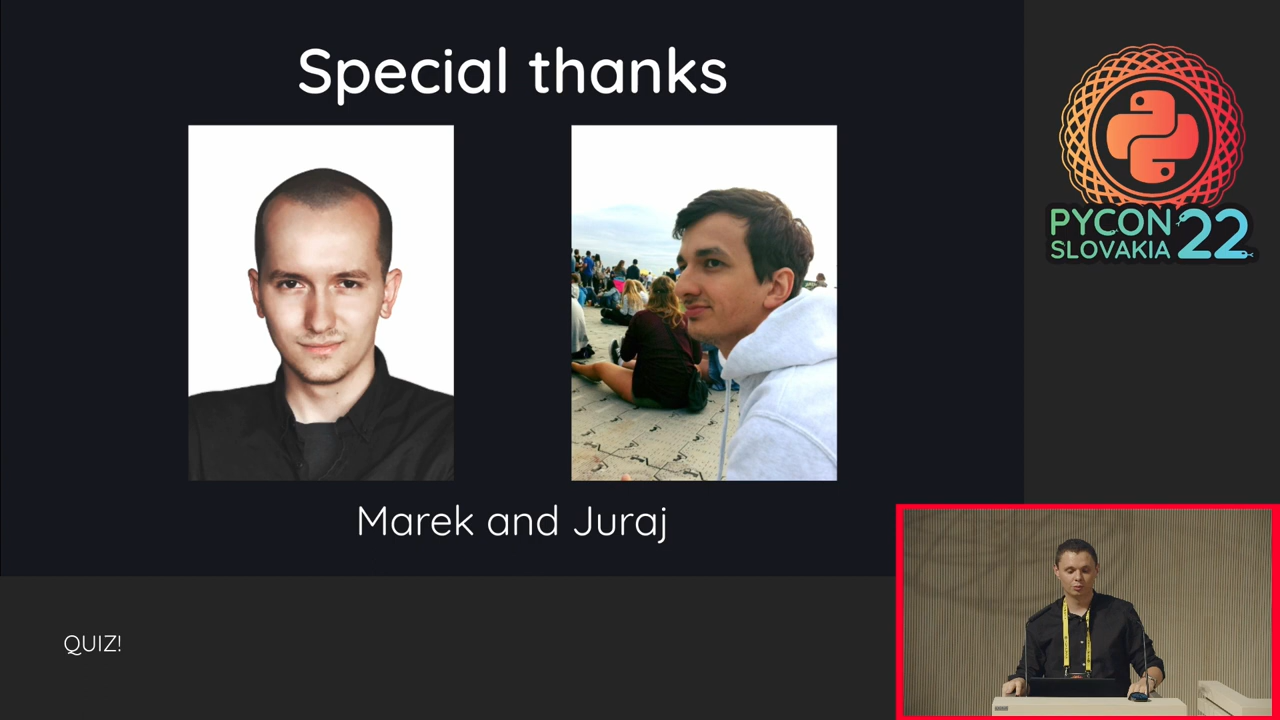 Special thanks
Marek and Juraj
PYCON
SLOVAKIA
22
QUIZ!